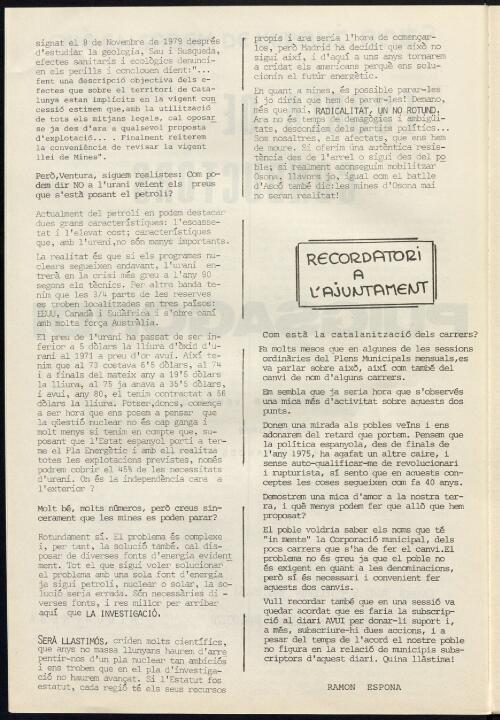 signat el 8 de Novembre de 1979 després
d'estudiar la geologia, Sau i Susqueda,
efectes sanitaris i ecològics denunci-
en els perills i conclouen dient:"...
fent una descripció objectiva dels e-
fectes que sobre el territori de Cata-
lunya estan implícits en la vigent con
cessió estimem que,amb la utilització
de tots els mitjans legals, cal oposar
se ja des d'ara a qualsevol proposta
d'explotació.... Finalment reiterem
la conveniència de revisar la vigent
llei de Mines".
Però,Ventura, siguem realistes: Com po-
dem dir NO a l'urani veient els preus
que s'està posant el petroli?
Actualment del petroli en podem destacar
dues grans característiques: l'escasse-
tat i l'elevat cost; característiques
que, amb l'urani,no són menys importants.
La realitat és que si els programes nu-
clears segueixen endavant, l'urani en-
trerà en la crisi més greu a l'any 90
segons els tècnics. Per altra banda te-
nim que les 3/4 parts de les reserves
es troben localitzades en tres països:
EEUU, Canadà i Sudàfrica i s'obre camí
amb molta força Austràlia.
El preu de l'urani ha passat de ser in-
ferior a 5 dòlars la lliura d'òxid d'u-
rani al 1971 a preu d'or avui. Així te-
nim que al 73 costava 6'5 dòlars, al 74
i a finals del mateix any a 19'5 dòlars
la lliura, al 75 ja anava a 35'5 dòlars,
i avui, any 80, el tenim contractat a 56
dòlars la lliura. Potser,doncs, comença
a ser hora que ens posem a pensar que
la qüestió nuclear no és cap ganga i
molt menys si tenim en compte que, su-
posant que l'Estat espanyol porti a ter-
me el Pla Energètic i amb ell realitza
totes les explotacions previstes, només
podrem cobrir el 45% de les necessitats
d'urani. On és la independència cara a
l'exterior ?
Molt bé, molts números, però creus sin-
cerament que les mines es poden parar?
Rotundament sí. El problema és complexe
i, per tant, la solució també, cal dis-
posar de diverses fonts d'energia evident
ment. Tot el que sigui voler solucionar
el problema amb una sola font d'energia
ja sigui petroli, nuclear o solar, la so-
lució seria errada. Són necessàries di -
verses fonts, i res millor per arribar
aquí que LA INVESTIGACIÓ.
SERÀ LLASTIMÓS, criden molts científics,
que anys no massa llunyans haurem d'arre
pentir-nos d'un pla nuclear tan ambiciós
i ens troben que en el pla d'investiga-
ció no haurem avançat. Si l'Estatut fos
estatut, cada regió té els seus recursos
propis i ara seria l'hora de començar-
los, però Madrid ha decidit que això no
sigui així, i d'aquí a uns anys tornarem
a cridat els americans perquè ens solu-
cionin el futur energètic.
En quant a mines, és possible parar-les
i jo diria que hem de parar-les! Demano,
més que mai, RADICALITAT, UN NO ROTUND.
Ara no és temps de demagògies i ambigüi-
tats, desconfiem dels partits polítics...
Som nosaltres, els afectats, que ens hem
de moure. Si oferim una autèntica resis-
tència des de l'arrel o sigui des del po
ble; si realment aconseguim mobilitzar
Osona, llavors jo, igual com el batlle
d'Ascó també dic:les mines d'Osona mai
no seran realitat!
RECORDATORI
A
L'AJUNTAMENT
Com està la catalanització dels carrers?
Fa molts mesos que en algunes de les sessions
ordinàries del Plens Municipals mensuals,es
va parlar sobre això, així com també del
canvi de nom d'alguns carrers.
Em sembla que ja seria hora que s'observés
una mica més d'activitat sobre aquests dos
punts.
Donem una mirada als pobles veïns i ens
adonarem del retard que portem. Pensem que
la política espanyola, des de finals de
l'any 1975, ha agafat un altre caire, i
sense auto-qualificar-me de revolucionari
i rupturista, sí sento que en aquests con-
ceptes les coses segueixen com fa 40 anys.
Demostrem una mica d'amor a la nostra ter-
ra, i què menys podem fer que allò que hem
proposat?
El poble voldria saber els noms que té
"in mente" la Corporació municipal, dels
pocs carrers que s'ha de fer el canvi.El
problema no és greu ja que el poble no
és exigent en quant a les denominacions,
però sí és necessari i convenient fer
aquests dos canvis.
Vull recordar també que en una sessió va
quedar acordat que es faria la subscrip-
ció al diari AVUI per donar-li suport i,
a més, subscriure-hi dues accions, i a
pesar del temps de l'acord el nostre poble
no figura en la relació de municipis subs-
criptors d'aquest diari. Quina llàstima!
RAMON ESPONA